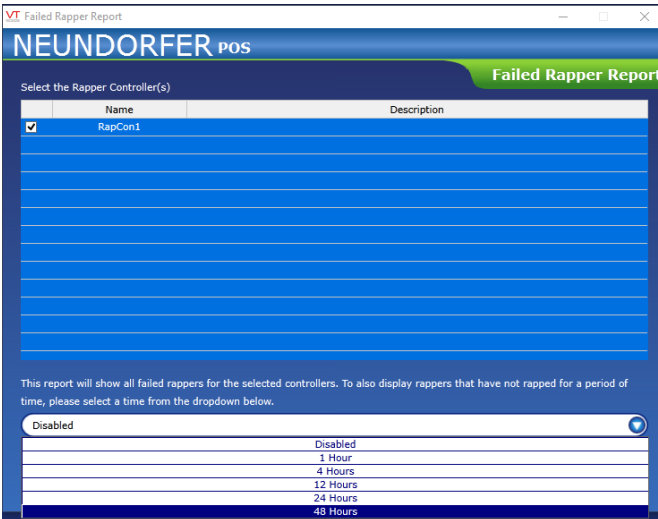 VT Failed Rapper Report
NEUNDORFER POS
Failed Rapper Report
Select the Rapper Controller(s)
Name Description
RapCon1
This report will show all failed rappers for the selected controllers. To also display rappers that have not rapped for a period of
time, please select a time from the dropdown below.
Disabled
Disabled
1 Hour
4 Hours
12 Hours
24 Hours
48 Hours